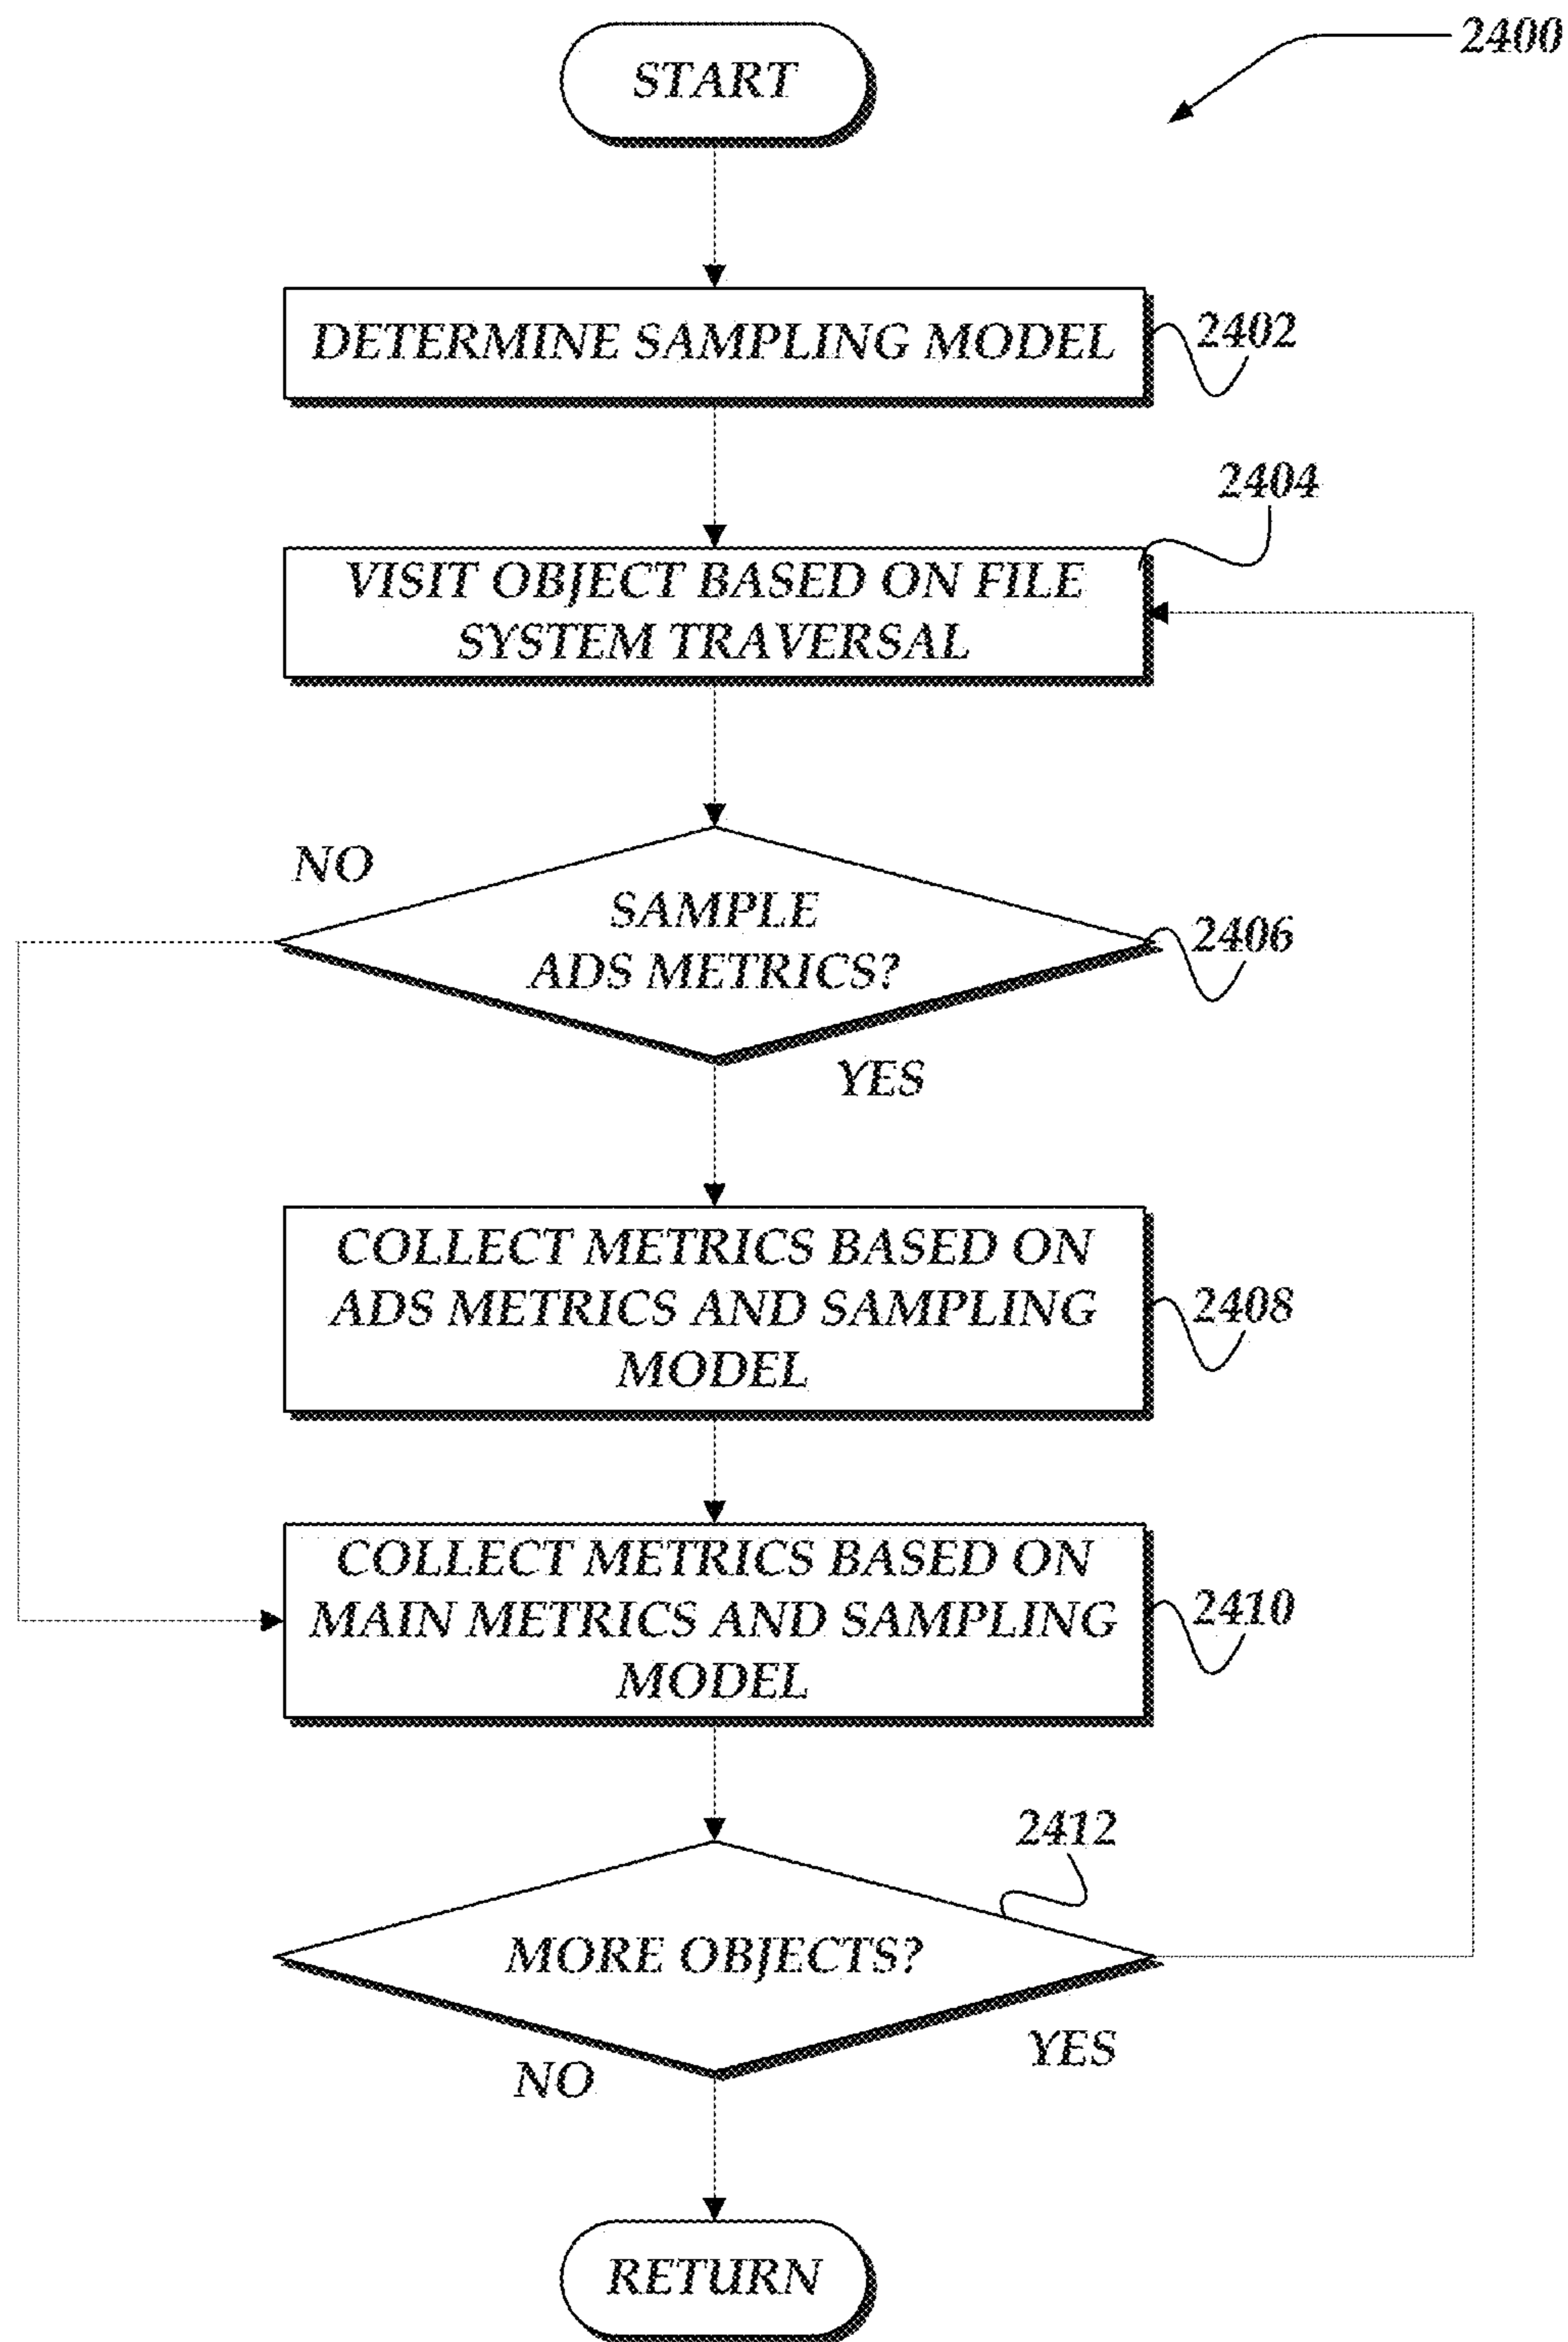 2400
START
DETERMINE SAMPLING MODEL
2402
2404
VISIT OBJECT BASED ON FILE
SYSTEM TRAVERSAL
NO
SAMPLE
ADS METRICS?
2406
YES
COLLECT METRICS BASED ON
ADS METRICS AND SAMPLING
MODEL
2408
COLLECT METRICS BASED ON
MAIN METRICS AND SAMPLING
MODEL
2410
2412
MORE OBJECTS?
YES
NO
RETURN